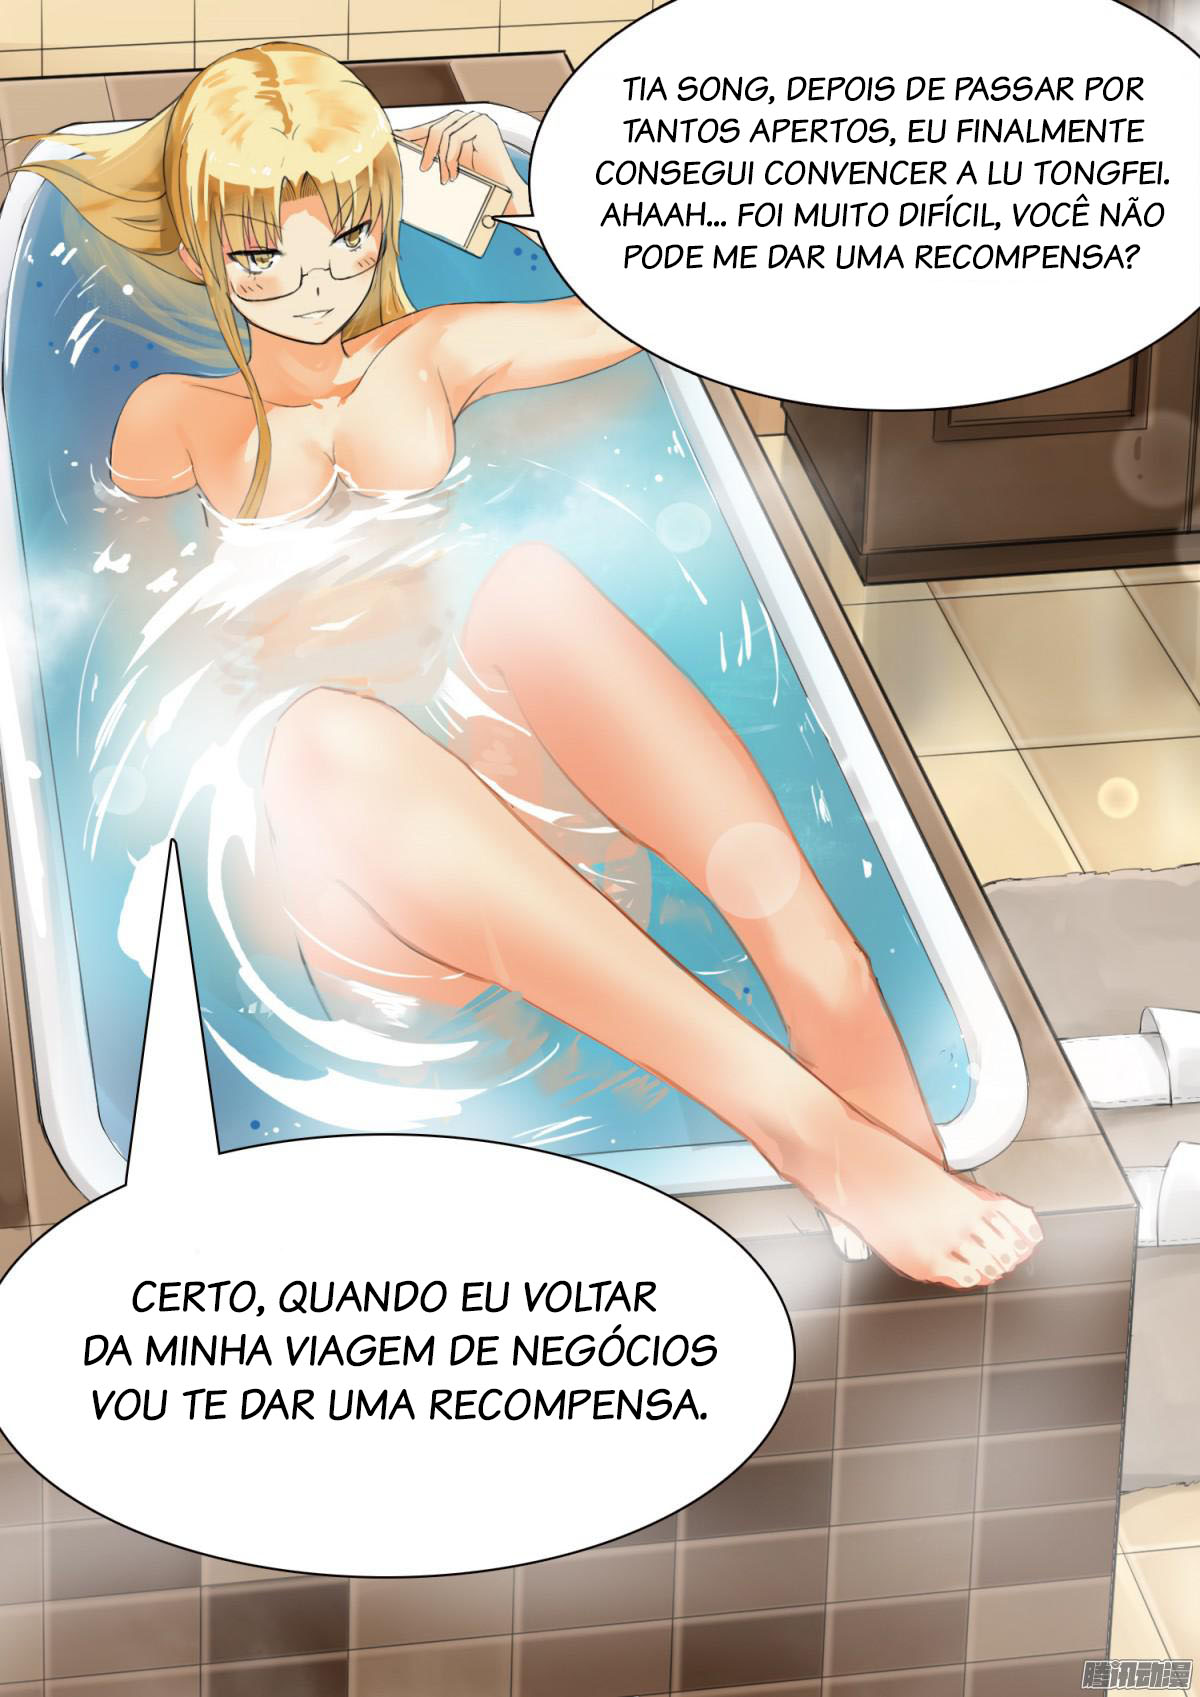 TIA SONG, DEPOIS DE PASSAR POR
TANTOS APERTOS, EU FINALMENTE
CONSEGUI CONVENCER A LU TONGFEI.
AHAAH... FOI MUITO DIFÍCIL, VOCÊ NÃO
PODE ME DAR UMA RECOMPENSA?
CERTO, QUANDO EU VOLTAR
DA MINHA VIAGEM DE NEGÓCIOS
VOU TE DAR UMA RECOMPENSA.
腾讯动漫